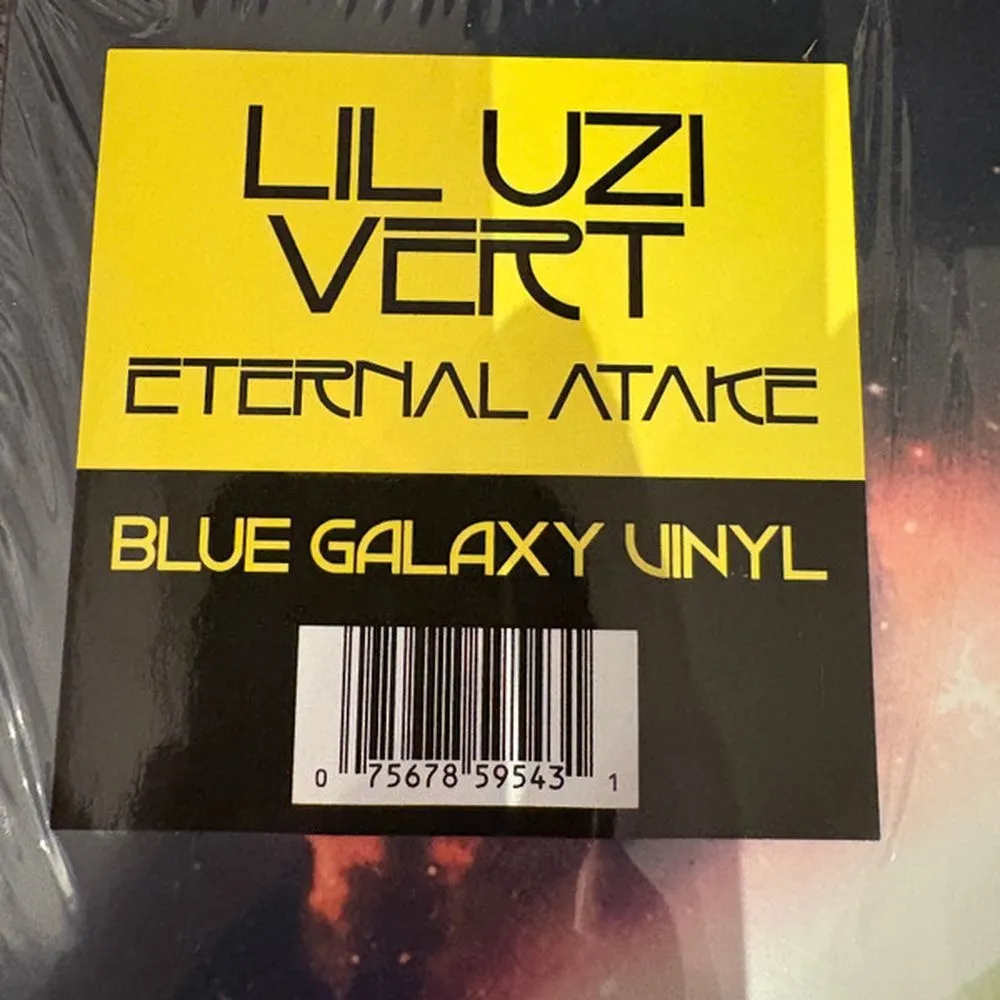 LIL UZI
VERT
ETERNAL ATAKE
BLUE GALAXY VINYL
0 75678 59543 1